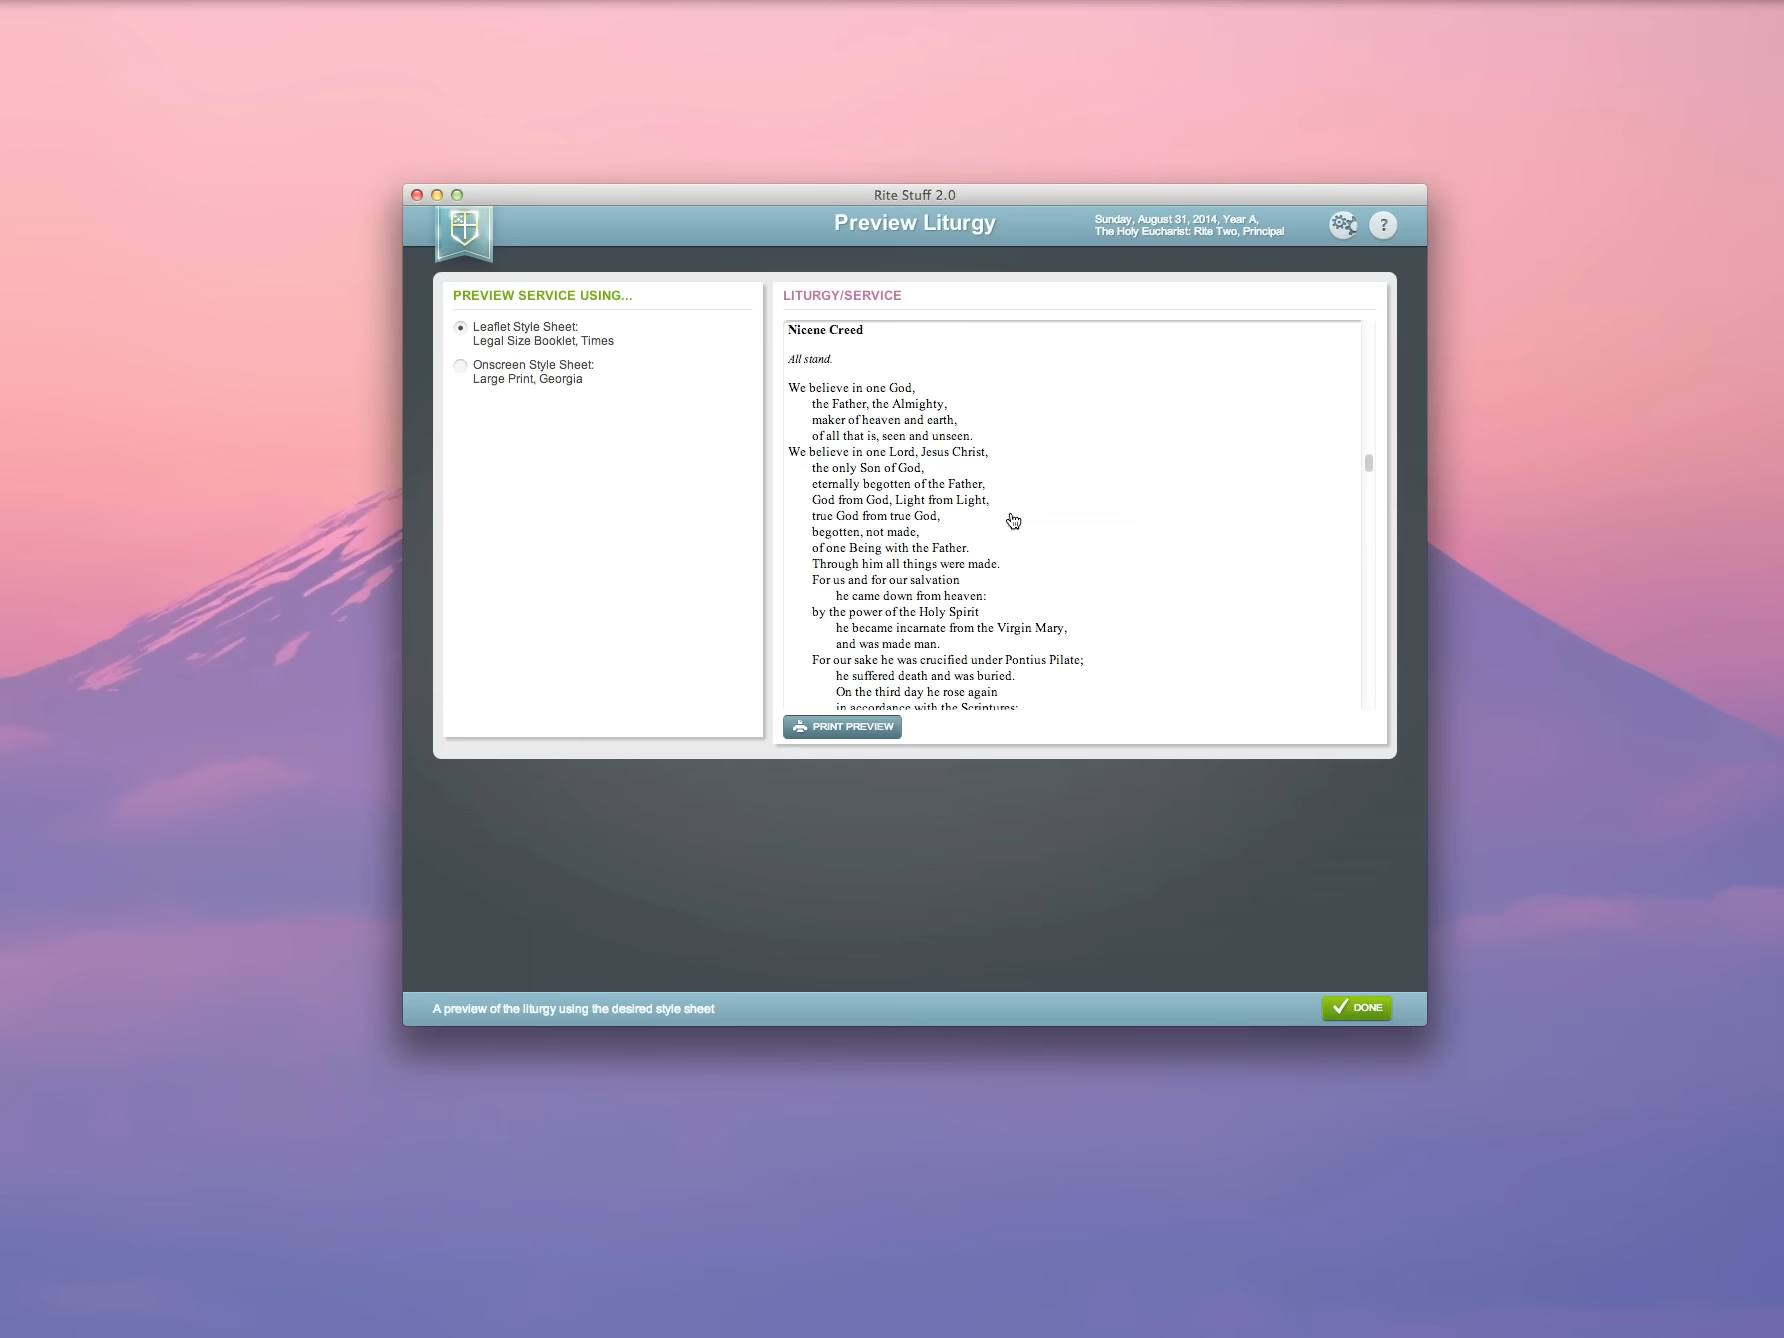 Rite Stuff 2.0
Preview Liturgy
Sunday, August 31, 2014, Year A,
The Holy Eucharist: Rite Two, Principal
?
PREVIEW SERVICE USING...
Leaflet Style Sheet:
Legal Size Booklet, Times
Onscreen Style Sheet:
Large Print, Georgia
LITURGY/SERVICE
Nicene Creed
All stand.
We believe in one God,
the Father, the Almighty,
maker of heaven and earth,
of all that is, seen and unseen.
We believe in one Lord, Jesus Christ,
the only Son of God,
eternally begotten of the Father,
God from God, Light from Light,
true God from true God,
begotten, not made,
of one Being with the Father.
Through him all things were made.
For us and for our salvation
he came down from heaven:
by the power of the Holy Spirit
he became incarnate from the Virgin Mary,
and was made man.
For our sake he was crucified under Pontius Pilate;
he suffered death and was buried.
On the third day he rose again
in accordance with the Scriptures;
PRINT PREVIEW
A preview of the liturgy using the desired style sheet
DONE